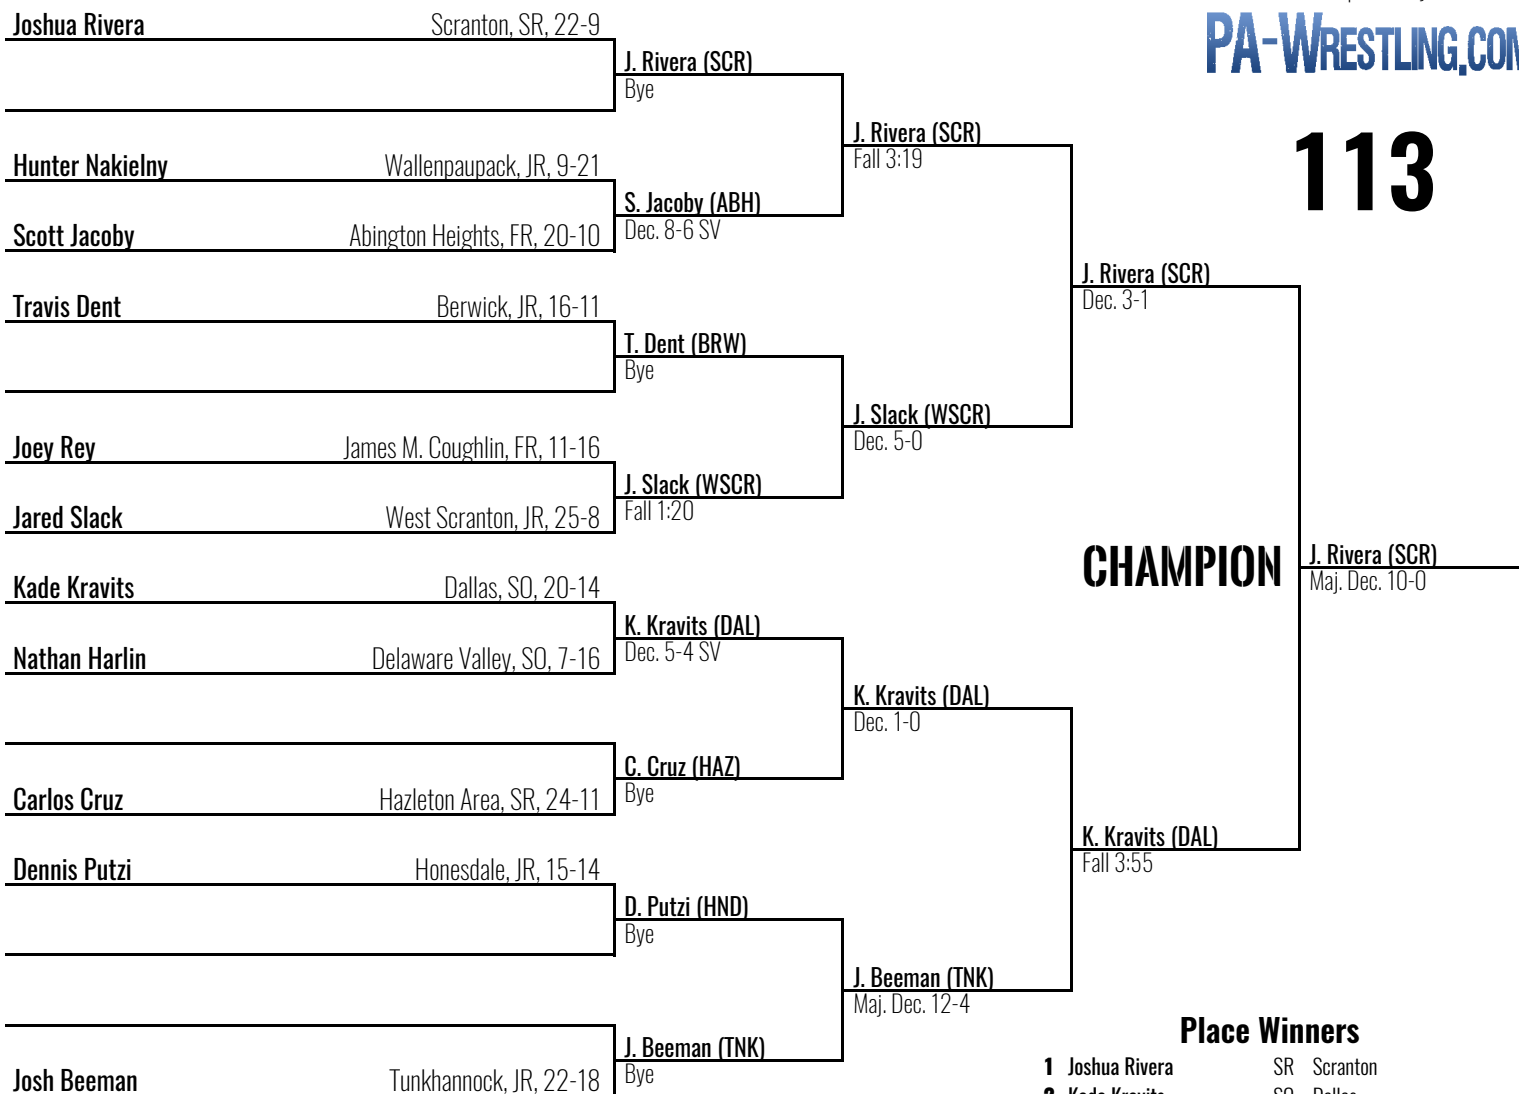 Joshua Rivera Scranton, SR, 22-9
J. Rivera (SCR)
Bye
PA-WRESTLING.COM
J. Rivera (SCR)
Fall 3:19
113
Hunter Nakielny Wallenpaupack, JR, 9-21
S. Jacoby (ABH)
Dec. 8-6 SV
Scott Jacoby Abington Heights, FR, 20-10
J. Rivera (SCR)
Dec. 3-1
Travis Dent Berwick, JR, 16-11
T. Dent (BRW)
Bye
J. Slack (WSCR)
Dec. 5-0
Joey Rey James M. Coughlin, FR, 11-16
J. Slack (WSCR)
Fall 1:20
Jared Slack West Scranton, JR, 25-8
CHAMPION
J. Rivera (SCR)
Maj. Dec. 10-0
Kade Kravits Dallas, SO, 20-14
K. Kravits (DAL)
Dec. 5-4 SV
Nathan Harlin Delaware Valley, SO, 7-16
K. Kravits (DAL)
Dec. 1-0
C. Cruz (HAZ)
Bye
Carlos Cruz Hazleton Area, SR, 24-11
K. Kravits (DAL)
Fall 3:55
Dennis Putzi Honesdale, JR, 15-14
D. Putzi (HND)
Bye
J. Beeman (TNK)
Maj. Dec. 12-4
J. Beeman (TNK)
Bye
Josh Beeman Tunkhannock, JR, 22-18
Place Winners
1 Joshua Rivera SR Scranton
2 Kade Kravits SO Dallas